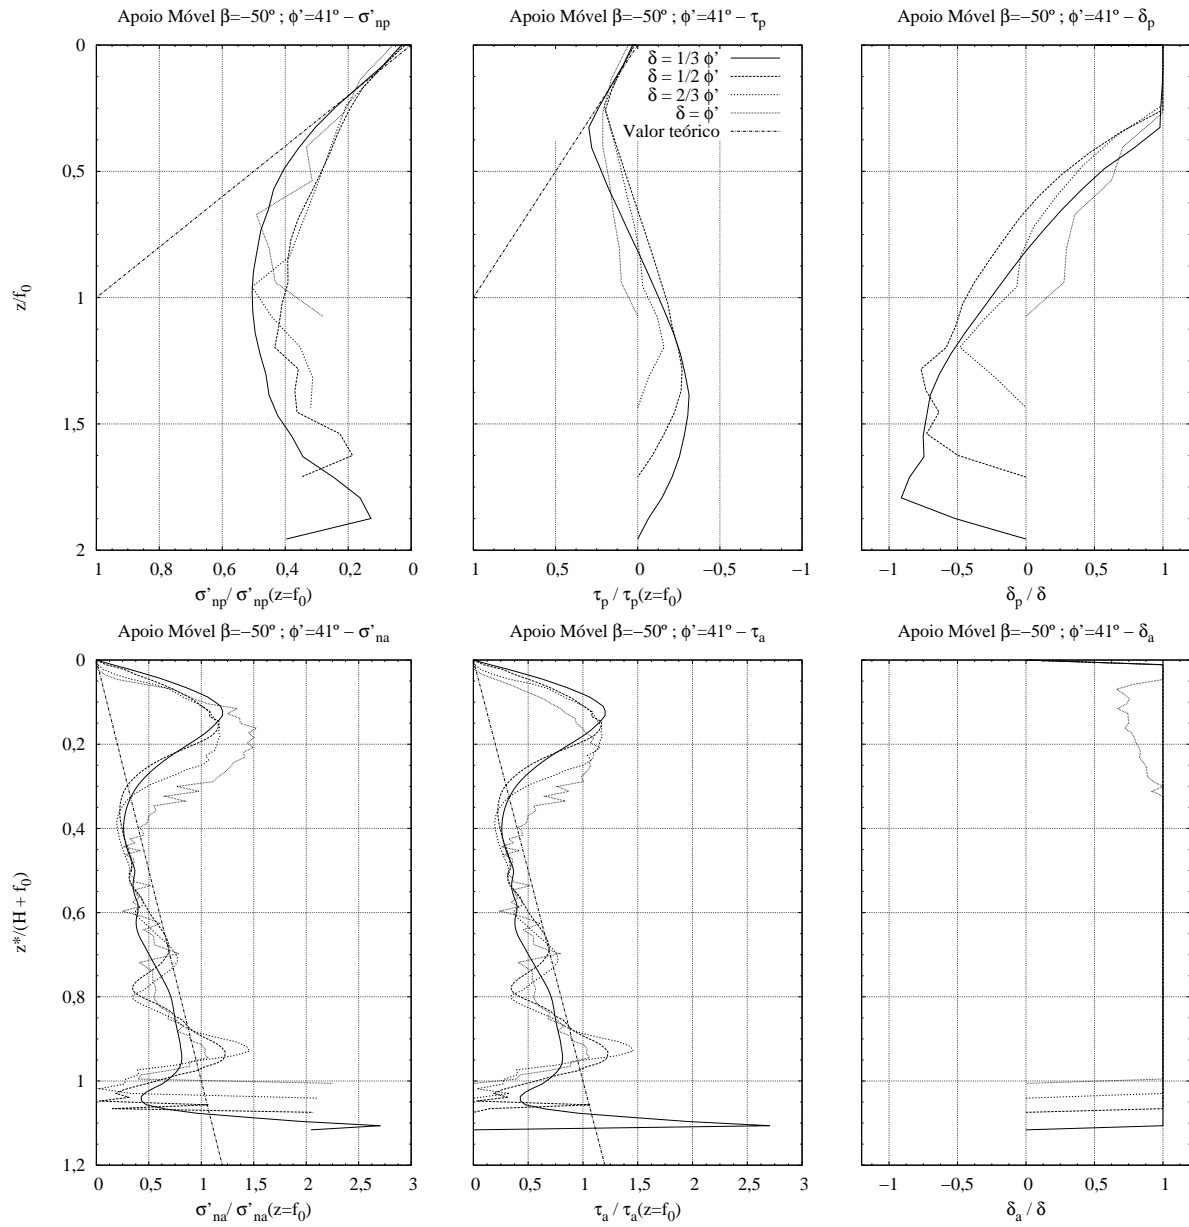 Apoio Móvel β=−50º ; ϕ'=41º − σ'np
Apoio Móvel β=−50º ; ϕ'=41º − τp
Apoio Móvel β=−50º ; ϕ'=41º − δp
0
0,5
1
1,5
2
z/f0
1 0,8 0,6 0,4 0,2 0
σ'np/ σ'np(z=f0)
δ = 1/3 ϕ'
δ = 1/2 ϕ'
δ = 2/3 ϕ'
δ = ϕ'
Valor teórico
1 0,5 0 −0,5 −1
τp / τp(z=f0)
−1 −0,5 0 0,5 1
δp / δ
Apoio Móvel β=−50º ; ϕ'=41º − σ'na
Apoio Móvel β=−50º ; ϕ'=41º − τa
Apoio Móvel β=−50º ; ϕ'=41º − δa
0
0,2
0,4
0,6
0,8
1
1,2
z*/(H + f0)
0 0,5 1 1,5 2 2,5 3
σ'na/ σ'na(z=f0)
0 0,5 1 1,5 2 2,5 3
τa / τa(z=f0)
−1 −0,5 0 0,5 1
δa / δ